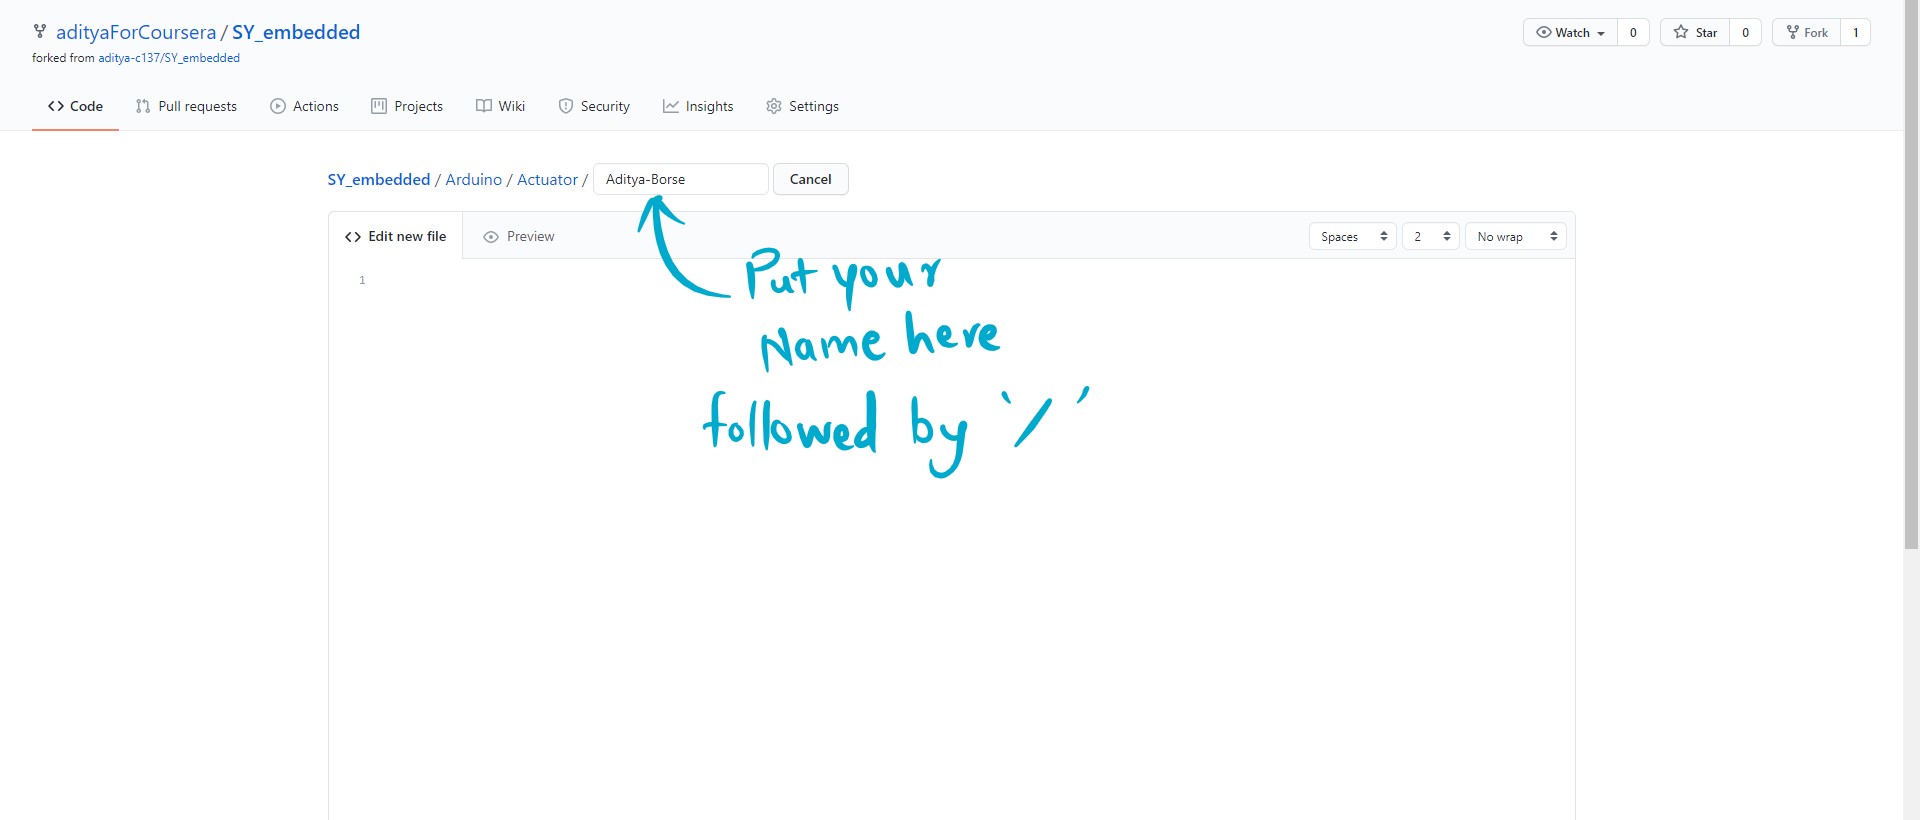 adityaForCoursera / SY_embedded
Watch 0 Star 0 Fork 1
forked from aditya-c137/SY_embedded
Code Pull requests Actions Projects Wiki Security Insights Settings
SY_embedded / Arduino / Actuator / Aditya-Borse Cancel
Edit new file Preview Spaces 2 No wrap
1
Put your
Name here
followed by '/'